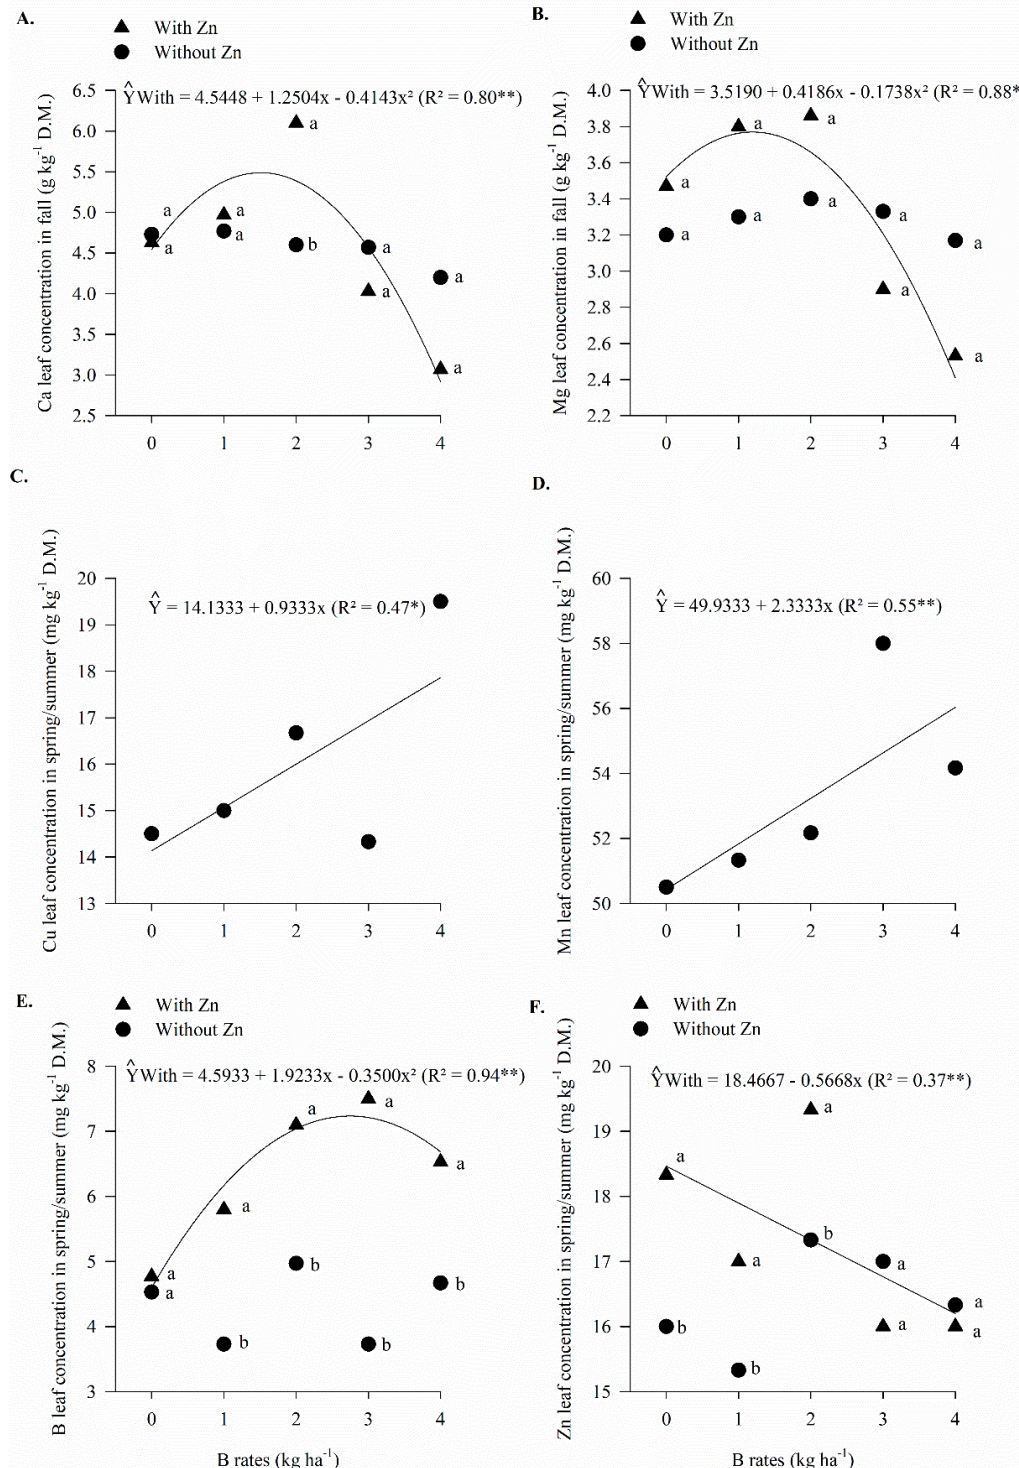 A.
With Zn
Without Zn
ŶWith = 4.5448 + 1.2504x - 0.4143x² (R² = 0.80**)
Ca leaf concentration in fall (g kg⁻¹ D.M.)
6.5
6.0
5.5
5.0
4.5
4.0
3.5
3.0
2.5
a
a
a
a
a
b
a
a
a
a
0 1 2 3 4
B.
With Zn
Without Zn
ŶWith = 3.5190 + 0.4186x - 0.1738x² (R² = 0.88*
Mg leaf concentration in fall (g kg⁻¹ D.M.)
4.0
3.8
3.6
3.4
3.2
3.0
2.8
2.6
2.4
2.2
a
a
a
a
a
a
a
a
a
a
0 1 2 3 4
C.
Ŷ = 14.1333 + 0.9333x (R² = 0.47*)
Cu leaf concentration in spring/summer (mg kg⁻¹ D.M.)
20
19
18
17
16
15
14
13
0 1 2 3 4
D.
Ŷ = 49.9333 + 2.3333x (R² = 0.55**)
Mn leaf concentration in spring/summer (mg kg⁻¹ D.M.)
60
58
56
54
52
50
0 1 2 3 4
E.
With Zn
Without Zn
ŶWith = 4.5933 + 1.9233x - 0.3500x² (R² = 0.94**)
B leaf concentration in spring/summer (mg kg⁻¹ D.M.)
8
7
6
5
4
3
a
a
a
b
a
b
a
b
a
b
0 1 2 3 4
B rates (kg ha⁻¹)
F.
With Zn
Without Zn
ŶWith = 18.4667 - 0.5668x (R² = 0.37**)
Zn leaf concentration in spring/summer (mg kg⁻¹ D.M.)
20
19
18
17
16
15
a
b
a
b
a
b
a
a
a
a
0 1 2 3 4
B rates (kg ha⁻¹)